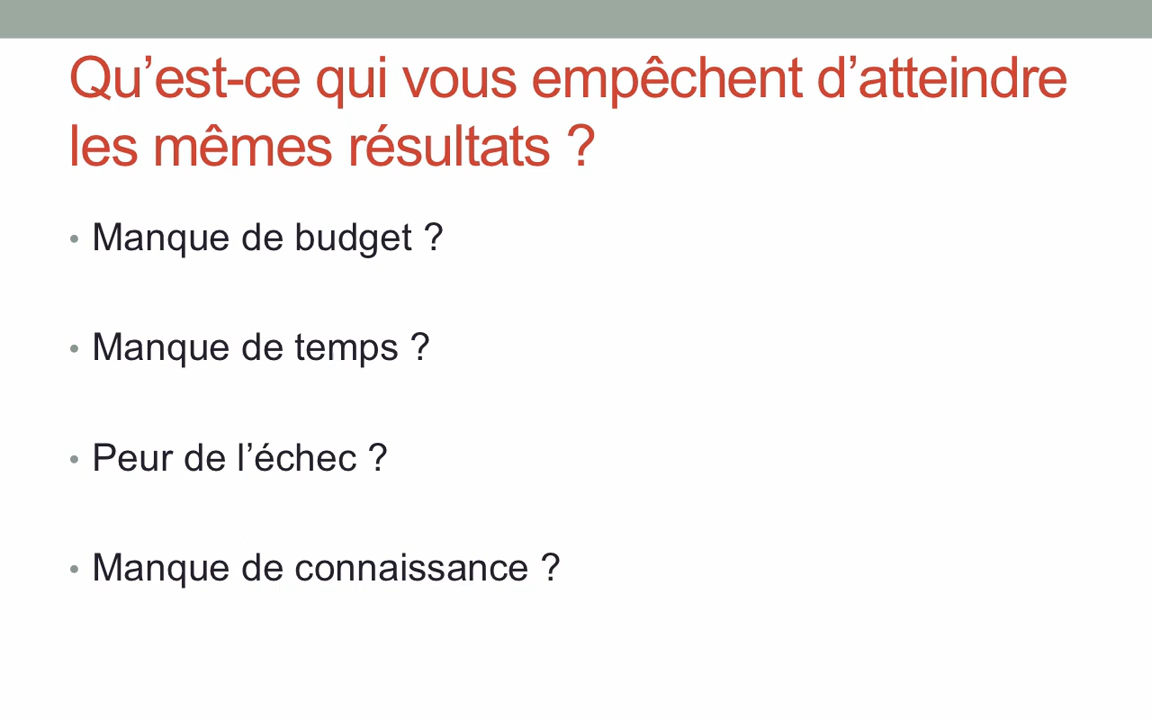 Qu’est-ce qui vous empêchent d’atteindre
les mêmes résultats ?
• Manque de budget ?
• Manque de temps ?
• Peur de l’échec ?
• Manque de connaissance ?